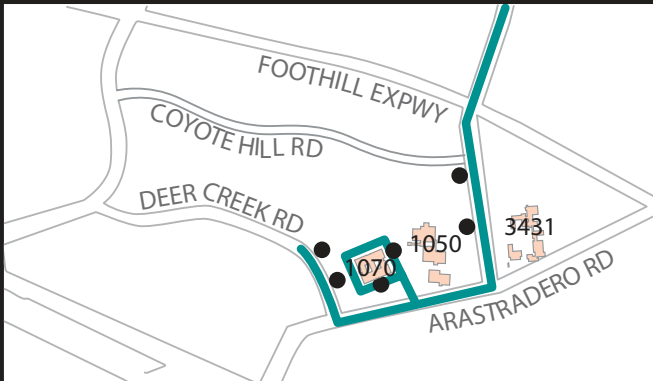 FOOTHILL EXPWY
COYOTE HILL RD
DEER CREEK RD
3431
1050
1070
ARASTRADERO RD